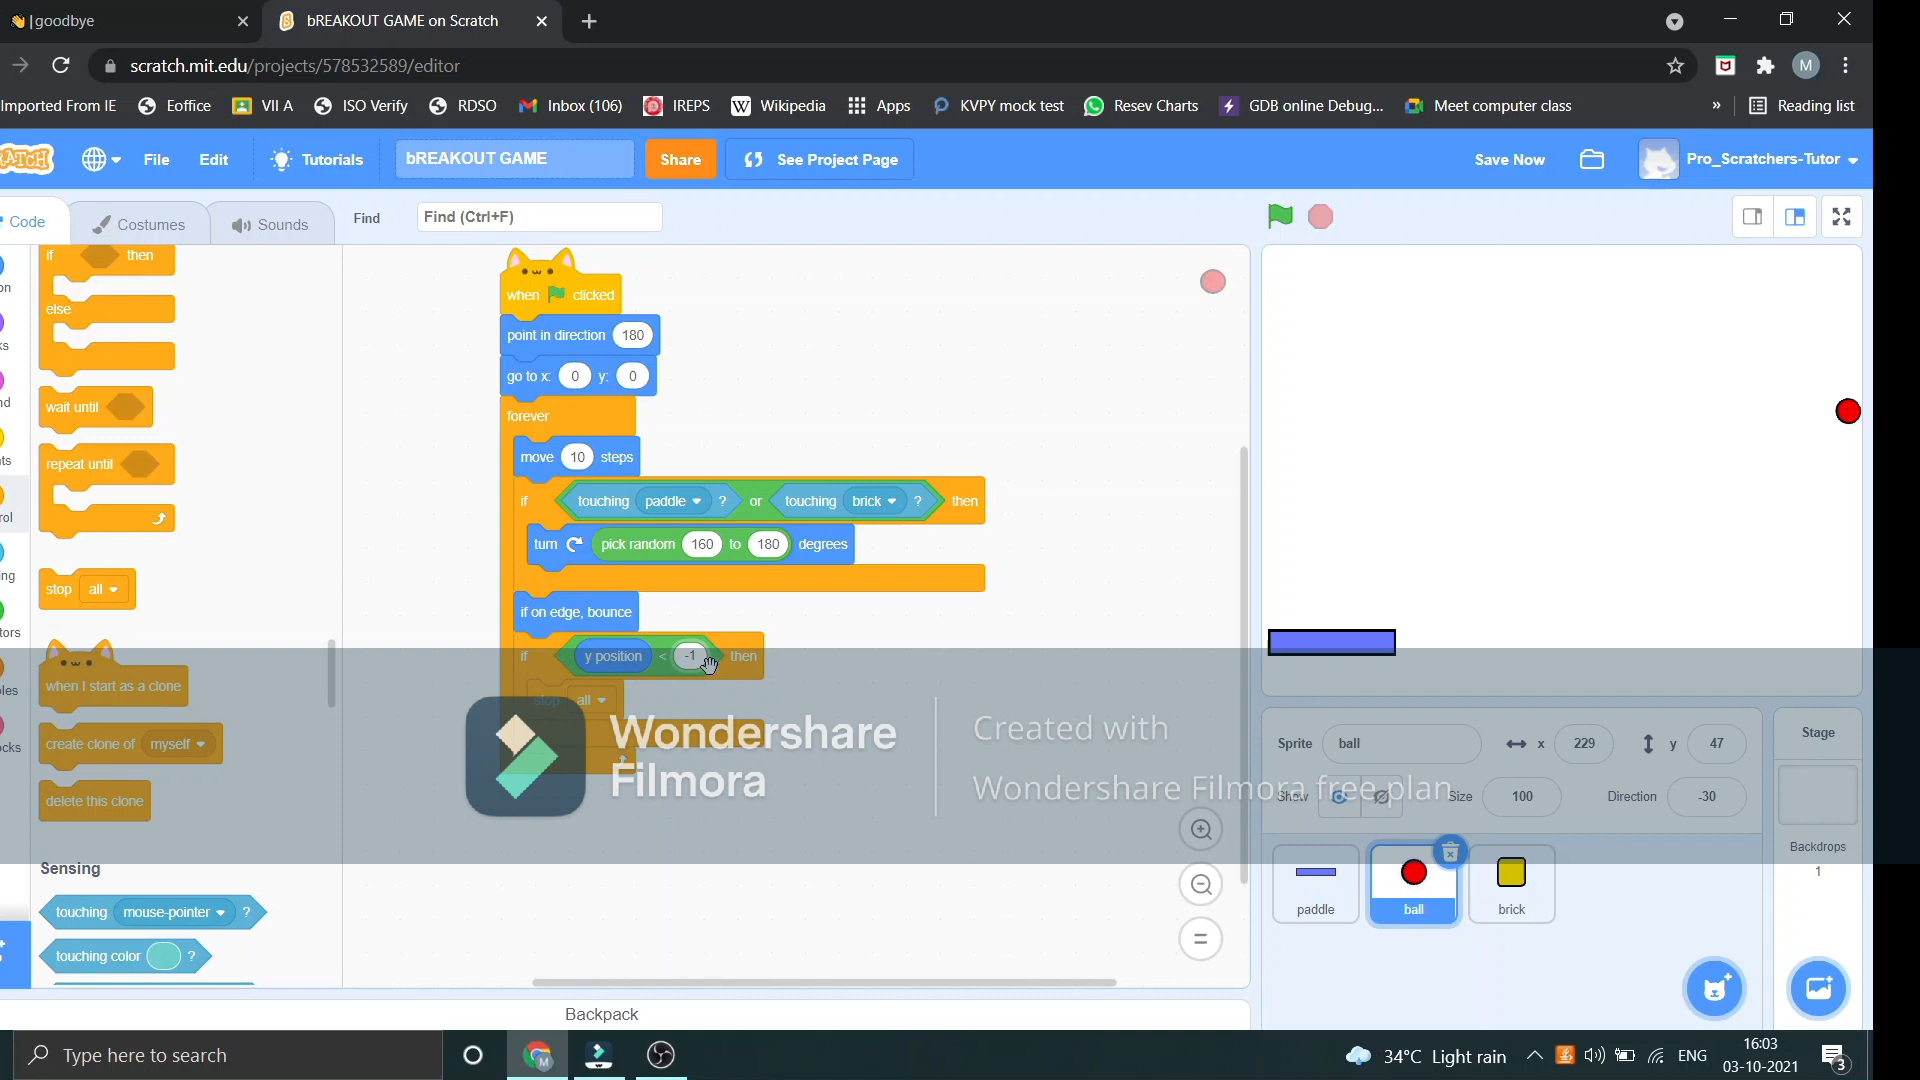 |goodbye
bREAKOUT GAME on Scratch
scratch.mit.edu/projects/578532589/editor
Imported From IE
Eoffice
VII A
ISO Verify
RDSO
Inbox (106)
IREPS
Wikipedia
Apps
KVPY mock test
Resev Charts
GDB online Debug...
Meet computer class
»
Reading list
File
Edit
Tutorials
bREAKOUT GAME
Share
See Project Page
Save Now
Pro_Scratchers-Tutor
Code
Costumes
Sounds
Find
Find (Ctrl+F)
if then
else
wait until
repeat until
stop all
when I start as a clone
create clone of myself
delete this clone
Sensing
touching mouse-pointer ?
touching color ?
when clicked
point in direction 180
go to x: 0 y: 0
forever
move 10 steps
if touching paddle ? or touching brick ? then
turn pick random 160 to 180 degrees
if on edge, bounce
if y position < -1 then
stop all
Wondershare
Filmora
Created with
Wondershare Filmora free plan
Sprite ball x 229 y 47
Show Size 100 Direction -30
paddle
ball
brick
Stage
Backdrops
1
Backpack
Type here to search
M
34°C Light rain
ENG
16:03
03-10-2021
3